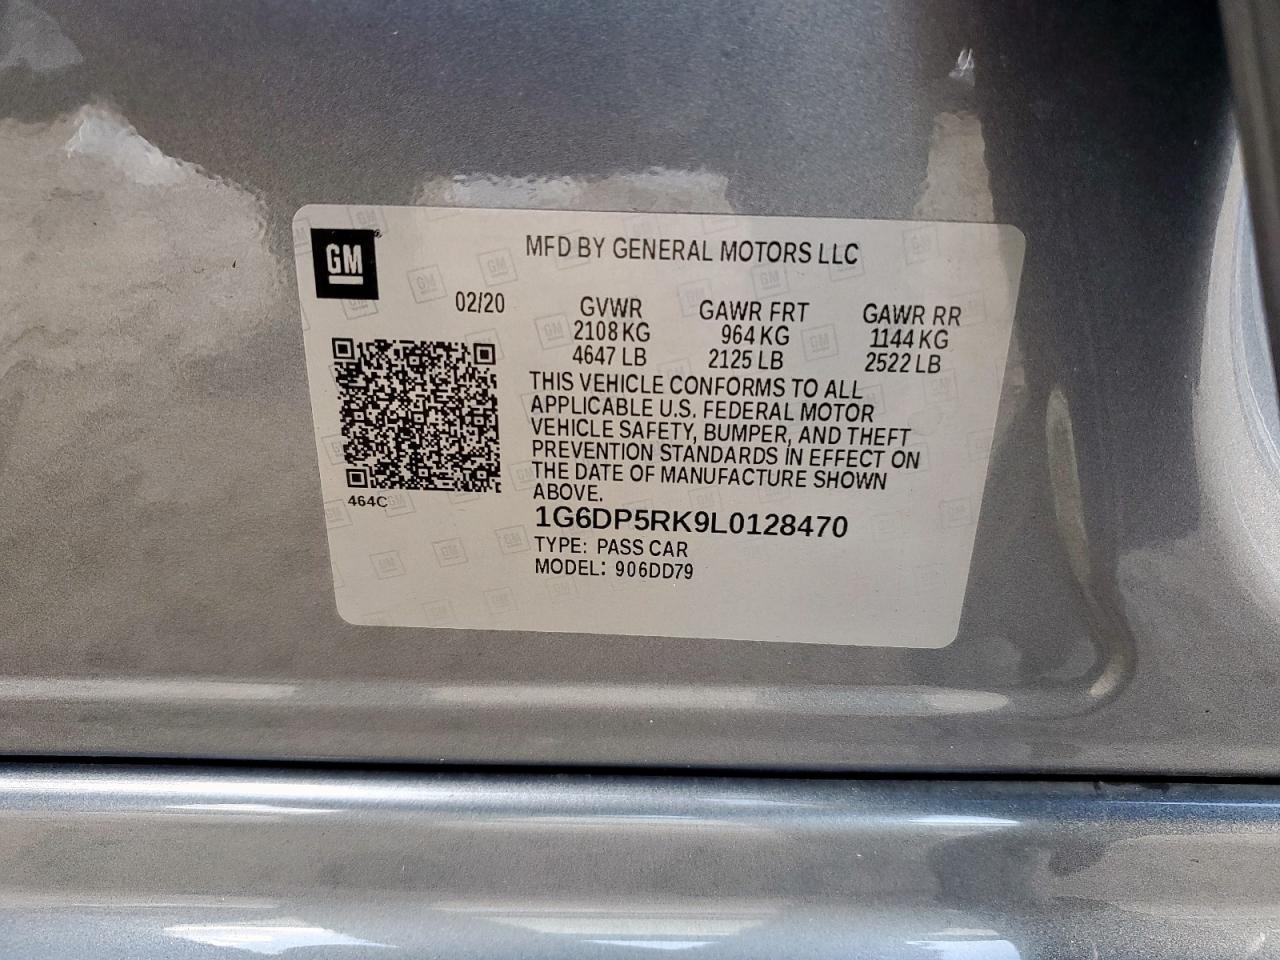 GM
MFD BY GENERAL MOTORS LLC
02/20
GVWR GAWR FRT GAWR RR
2108 KG 964 KG 1144 KG
4647 LB 2125 LB 2522 LB
THIS VEHICLE CONFORMS TO ALL
APPLICABLE U.S. FEDERAL MOTOR
VEHICLE SAFETY, BUMPER, AND THEFT
PREVENTION STANDARDS IN EFFECT ON
THE DATE OF MANUFACTURE SHOWN
ABOVE.
464C
1G6DP5RK9L0128470
TYPE: PASS CAR
MODEL: 906DD79